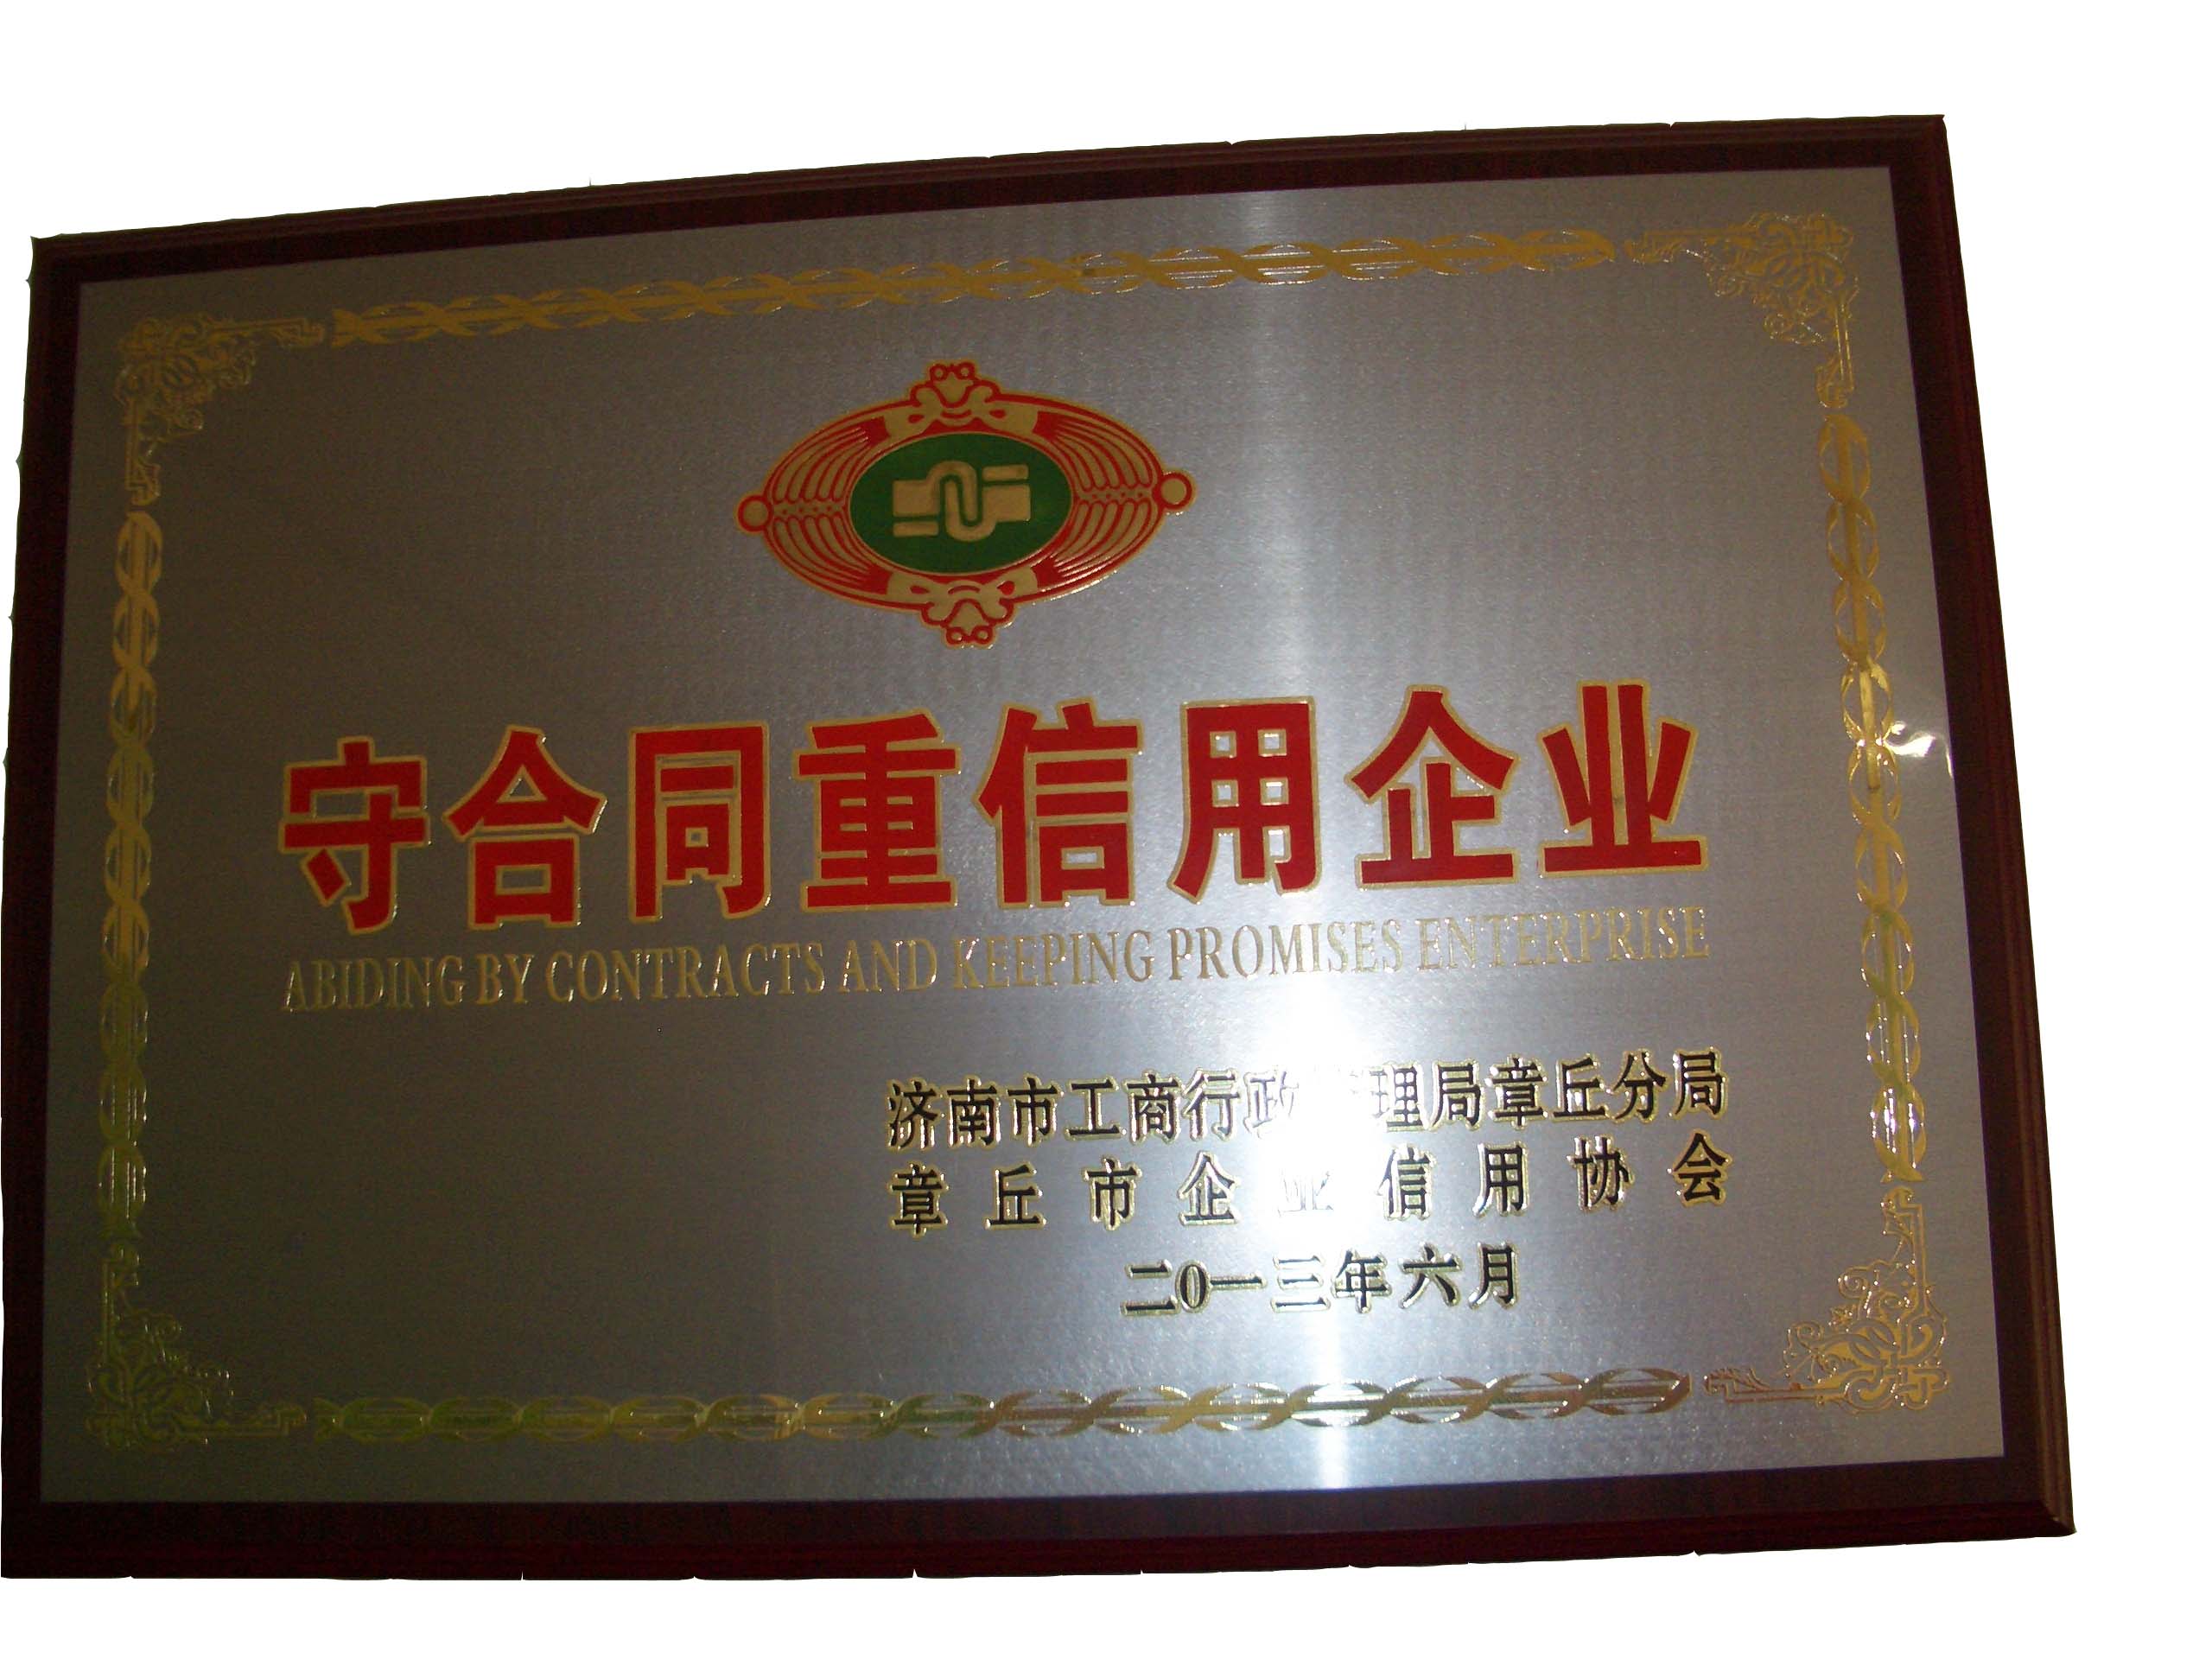 守合同重信用企业
ABIDING BY CONTRACTS AND KEEPING PROMISES ENTERPRISE
济南市工商行政管理局章丘分局
章丘市企业信用协会
二0一三年六月